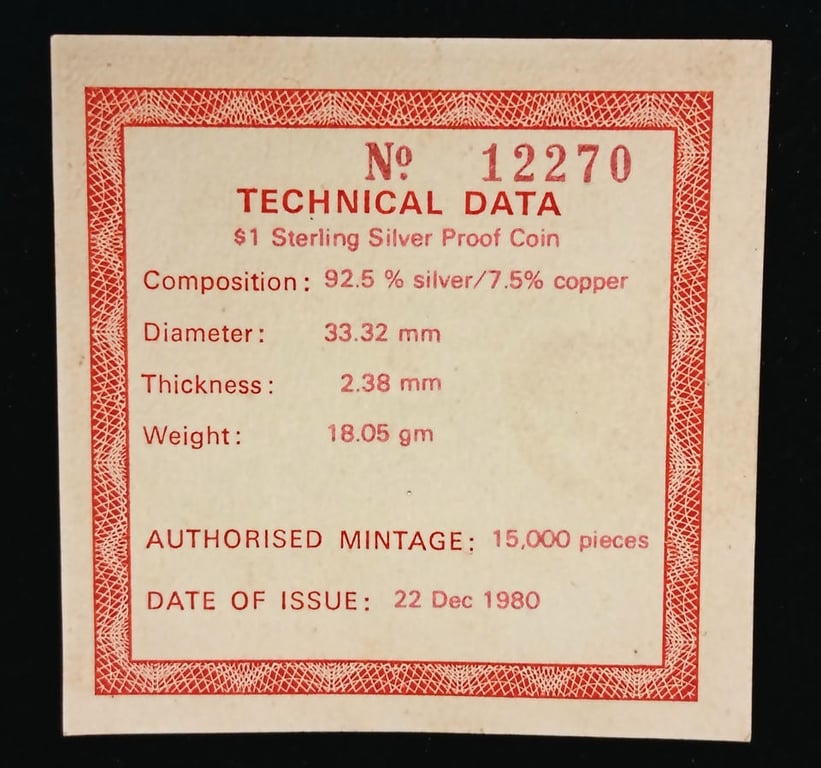 Nº 12270
TECHNICAL DATA
$1 Sterling Silver Proof Coin
Composition: 92.5 % silver/7.5% copper
Diameter: 33.32 mm
Thickness: 2.38 mm
Weight: 18.05 gm
AUTHORISED MINTAGE: 15,000 pieces
DATE OF ISSUE: 22 Dec 1980